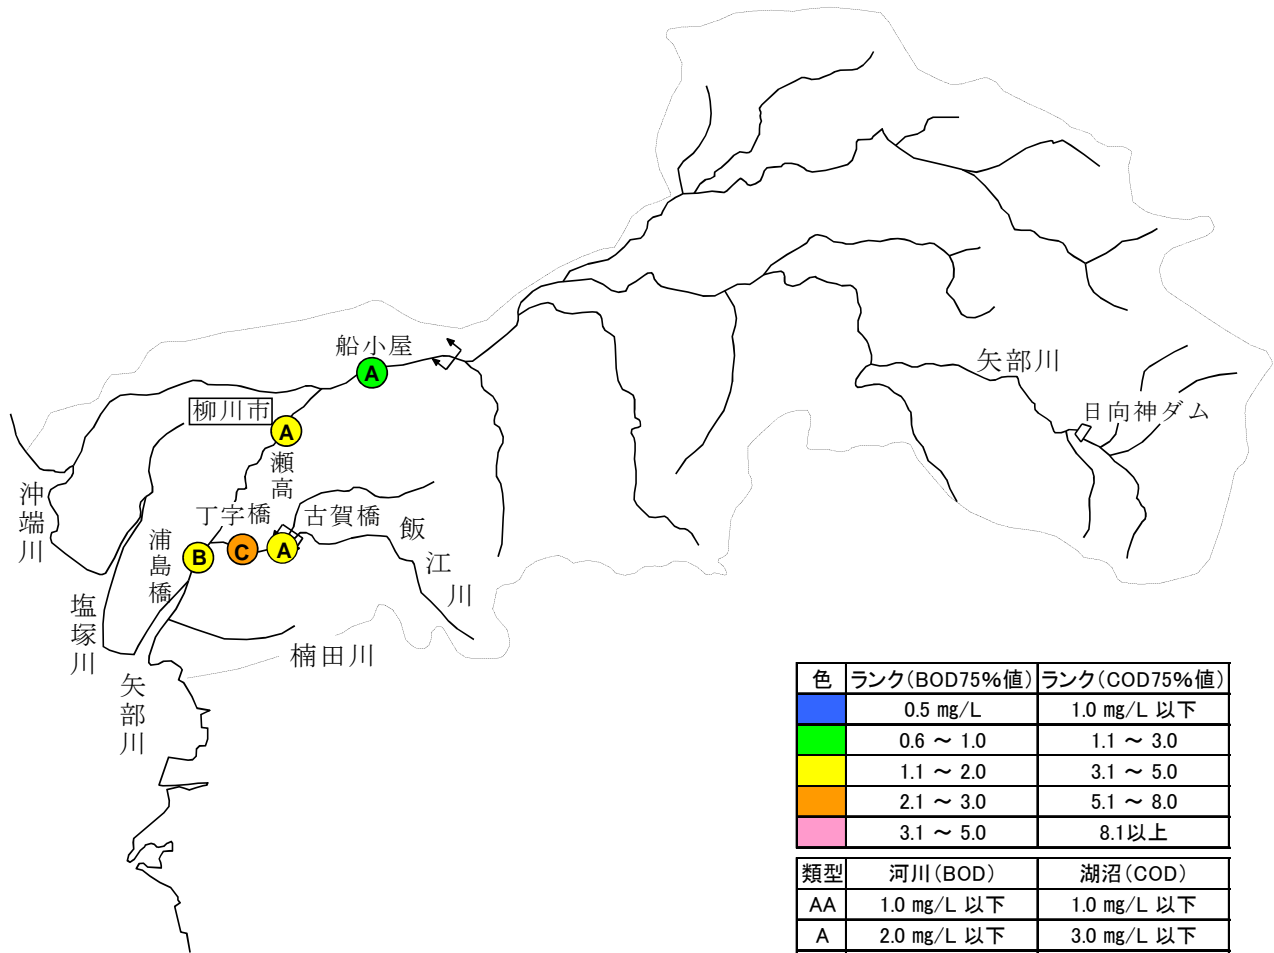 船小屋
A
柳川市
A
瀬高
矢部川
日向神ダム
沖端川
丁字橋
古賀橋
飯江川
浦島橋
B
C
A
塩塚川
楠田川
矢部川
色 ランク(BOD75%値) ランク(COD75%値)
0.5 ㎎/L 1.0 ㎎/L 以下
0.6 ～ 1.0 1.1 ～ 3.0
1.1 ～ 2.0 3.1 ～ 5.0
2.1 ～ 3.0 5.1 ～ 8.0
3.1 ～ 5.0 8.1以上
類型 河川(BOD) 湖沼(COD)
AA 1.0 ㎎/L 以下 1.0 ㎎/L 以下
A 2.0 ㎎/L 以下 3.0 ㎎/L 以下